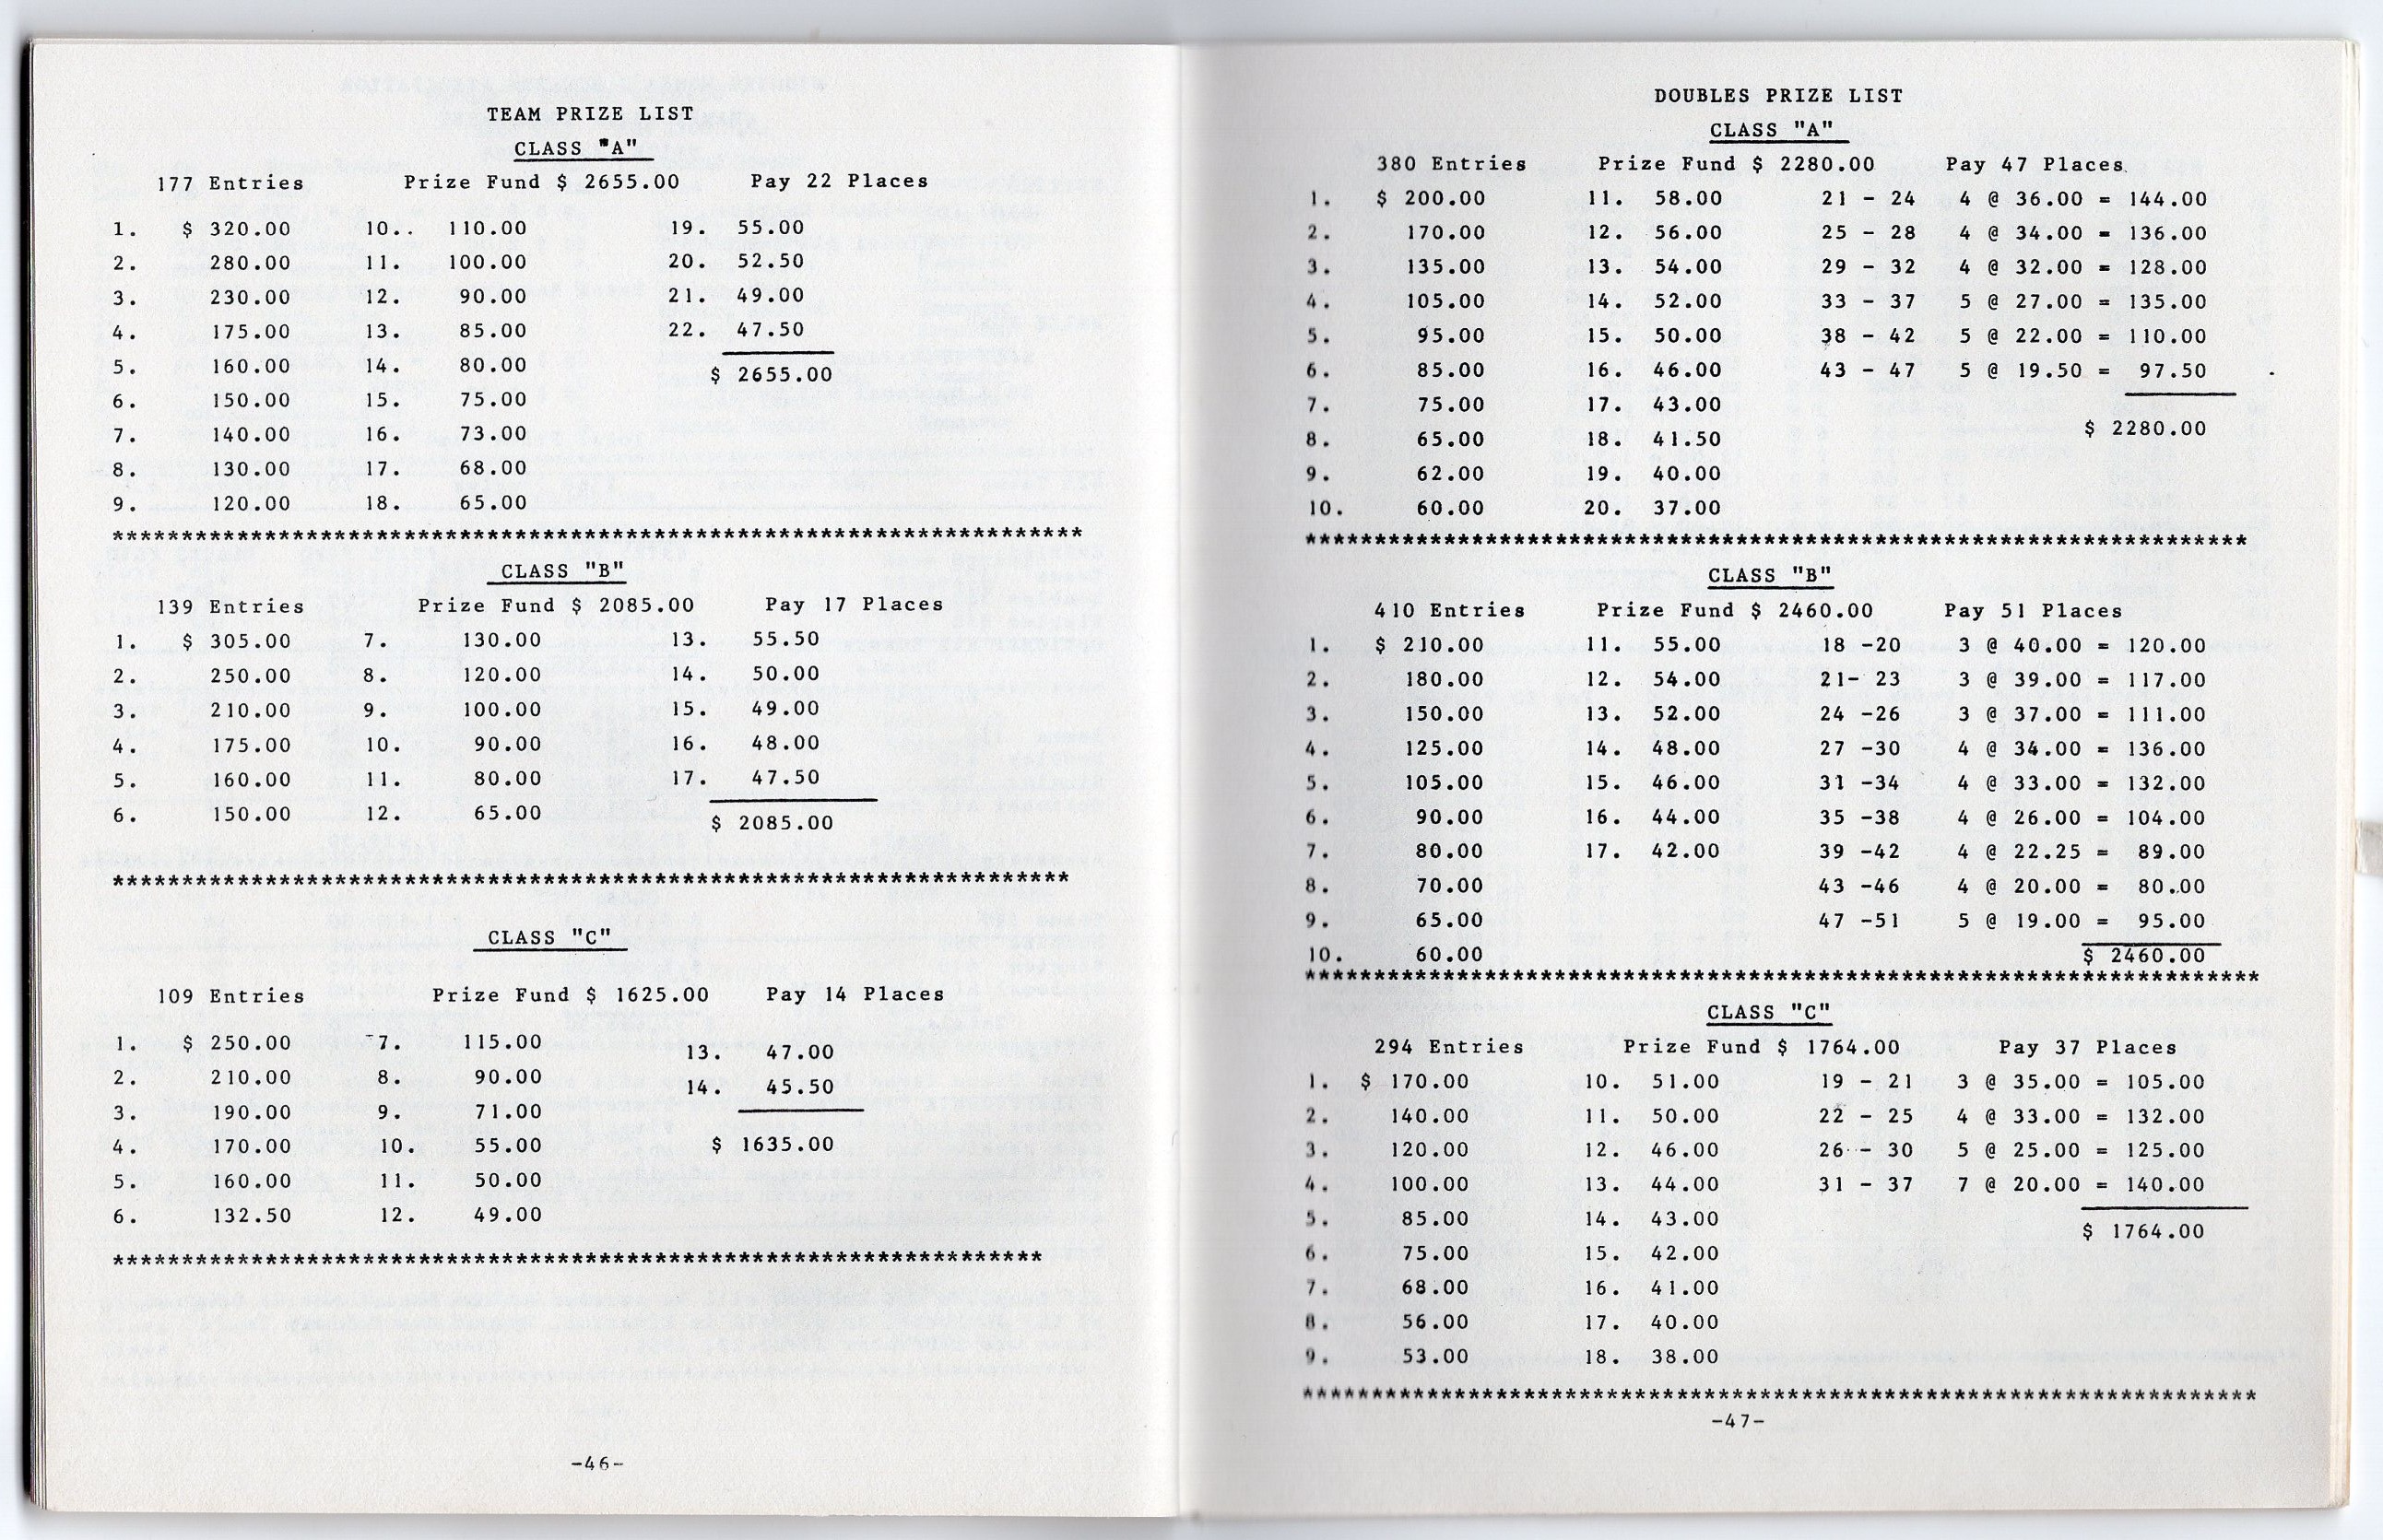 TEAM PRIZE LIST
CLASS "A"
177 Entries Prize Fund $ 2655.00 Pay 22 Places
1. $ 320.00 10.. 110.00 19. 55.00
2. 280.00 11. 100.00 20. 52.50
3. 230.00 12. 90.00 21. 49.00
4. 175.00 13. 85.00 22. 47.50
5. 160.00 14. 80.00 $ 2655.00
6. 150.00 15. 75.00
7. 140.00 16. 73.00
8. 130.00 17. 68.00
9. 120.00 18. 65.00
**********************************************************************
CLASS "B"
139 Entries Prize Fund $ 2085.00 Pay 17 Places
1. $ 305.00 7. 130.00 13. 55.50
2. 250.00 8. 120.00 14. 50.00
3. 210.00 9. 100.00 15. 49.00
4. 175.00 10. 90.00 16. 48.00
5. 160.00 11. 80.00 17. 47.50
6. 150.00 12. 65.00 $ 2085.00
*********************************************************************
CLASS "C"
109 Entries Prize Fund $ 1625.00 Pay 14 Places
1. $ 250.00 7. 115.00 13. 47.00
2. 210.00 8. 90.00 14. 45.50
3. 190.00 9. 71.00
4. 170.00 10. 55.00 $ 1635.00
5. 160.00 11. 50.00
6. 132.50 12. 49.00
*******************************************************************
-46-
DOUBLES PRIZE LIST
CLASS "A"
380 Entries Prize Fund $ 2280.00 Pay 47 Places
1. $ 200.00 11. 58.00 21 - 24 4 @ 36.00 = 144.00
2. 170.00 12. 56.00 25 - 28 4 @ 34.00 = 136.00
3. 135.00 13. 54.00 29 - 32 4 @ 32.00 = 128.00
4. 105.00 14. 52.00 33 - 37 5 @ 27.00 = 135.00
5. 95.00 15. 50.00 38 - 42 5 @ 22.00 = 110.00
6. 85.00 16. 46.00 43 - 47 5 @ 19.50 = 97.50
7. 75.00 17. 43.00
8. 65.00 18. 41.50 $ 2280.00
9. 62.00 19. 40.00
10. 60.00 20. 37.00
********************************************************************
CLASS "B"
410 Entries Prize Fund $ 2460.00 Pay 51 Places
1. $ 210.00 11. 55.00 18 -20 3 @ 40.00 = 120.00
2. 180.00 12. 54.00 21- 23 3 @ 39.00 = 117.00
3. 150.00 13. 52.00 24 -26 3 @ 37.00 = 111.00
4. 125.00 14. 48.00 27 -30 4 @ 34.00 = 136.00
5. 105.00 15. 46.00 31 -34 4 @ 33.00 = 132.00
6. 90.00 16. 44.00 35 -38 4 @ 26.00 = 104.00
7. 80.00 17. 42.00 39 -42 4 @ 22.25 = 89.00
8. 70.00 43 -46 4 @ 20.00 = 80.00
9. 65.00 47 -51 5 @ 19.00 = 95.00
10. 60.00 $ 2460.00
*********************************************************************
CLASS "C"
294 Entries Prize Fund $ 1764.00 Pay 37 Places
1. $ 170.00 10. 51.00 19 - 21 3 @ 35.00 = 105.00
2. 140.00 11. 50.00 22 - 25 4 @ 33.00 = 132.00
3. 120.00 12. 46.00 26 - 30 5 @ 25.00 = 125.00
4. 100.00 13. 44.00 31 - 37 7 @ 20.00 = 140.00
5. 85.00 14. 43.00 $ 1764.00
6. 75.00 15. 42.00
7. 68.00 16. 41.00
8. 56.00 17. 40.00
9. 53.00 18. 38.00
*********************************************************************
-47-